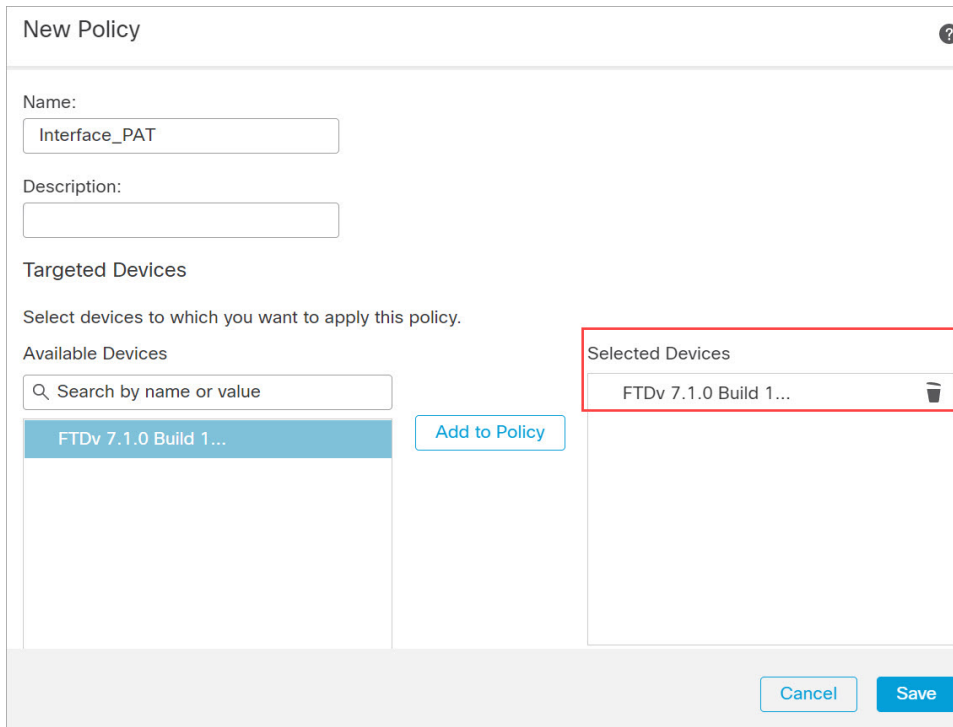 New Policy
?
Name:
Interface_PAT
Description:
Targeted Devices
Select devices to which you want to apply this policy.
Available Devices
Search by name or value
FTDv 7.1.0 Build 1...
Add to Policy
Selected Devices
FTDv 7.1.0 Build 1...
Cancel
Save